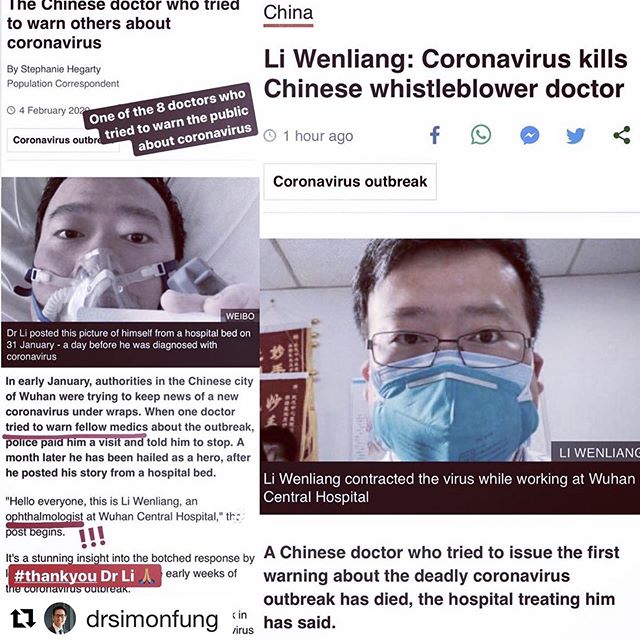 The Chinese doctor who tried
to warn others about
coronavirus
By Stephanie Hegarty
Population Correspondent
4 February
One of the 8 doctors who
tried to warn the public
about coronavirus
Coronavirus
WEIBO
Dr Li posted this picture of himself from a hospital bed on
31 January - a day before he was diagnosed with
coronavirus
In early January, authorities in the Chinese city
of Wuhan were trying to keep news of a new
coronavirus under wraps. When one doctor
tried to warn fellow medics about the outbreak,
police paid him a visit and told him to stop. A
month later he has been hailed as a hero, after
he posted his story from a hospital bed.
"Hello everyone, this is Li Wenliang, an
ophthalmologist at Wuhan Central Hospital," the
post begins.
!!!
It's a stunning insight into the botched response by
#thankyou Dr Li 🙏
early weeks of
the coronavirus outbreak.
drsimonfung
China
Li Wenliang: Coronavirus kills
Chinese whistleblower doctor
1 hour ago
Coronavirus outbreak
妙手
LI WENLIANG
Li Wenliang contracted the virus while working at Wuhan
Central Hospital
A Chinese doctor who tried to issue the first
warning about the deadly coronavirus
outbreak has died, the hospital treating him
has said.